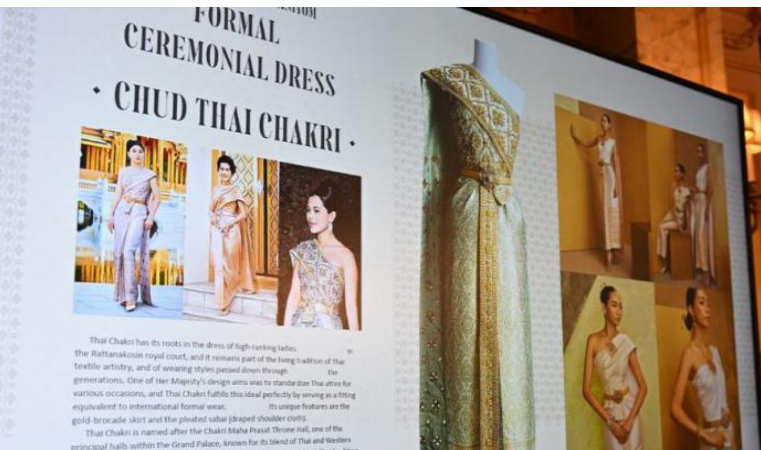 FORMAL
CEREMONIAL DRESS
• CHUD THAI CHAKRI •
Thai Chakri has its roots in the dress of high-ranking ladies in
the Rattanakosin royal court, and it remains part of the living tradition of Thai
textile artistry, and of wearing styles passed down through the
generations. One of Her Majesty's design aims was to standardize Thai attire for
various occasions, and Thai Chakri fulfills this ideal perfectly by serving as a fitting
equivalent to international formal wear. Its unique features are the
gold-brocade skirt and the pleated sabai (draped shoulder cloth).
Thai Chakri is named after the Chakri Maha Prasat Throne Hall, one of the
principal halls within the Grand Palace, known for its blend of Thai and Western